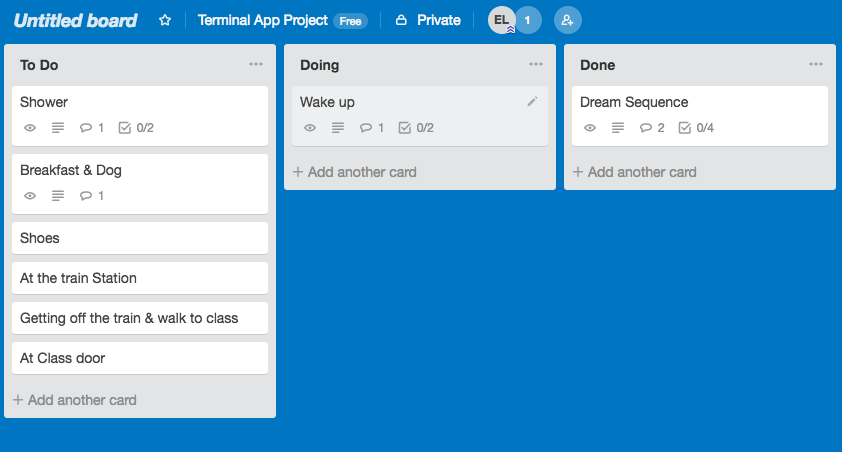 Untitled board
Terminal App Project Free
Private
EL 1
To Do
Shower
1 0/2
Breakfast & Dog
1
Shoes
At the train Station
Getting off the train & walk to class
At Class door
+ Add another card
Doing
Wake up
1 0/2
+ Add another card
Done
Dream Sequence
2 0/4
+ Add another card